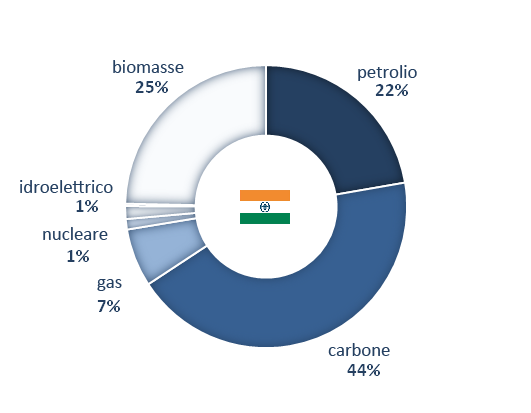 petrolio
22%
carbone
44%
gas
7%
nucleare
1%
idroelettrico
1%
biomasse
25%